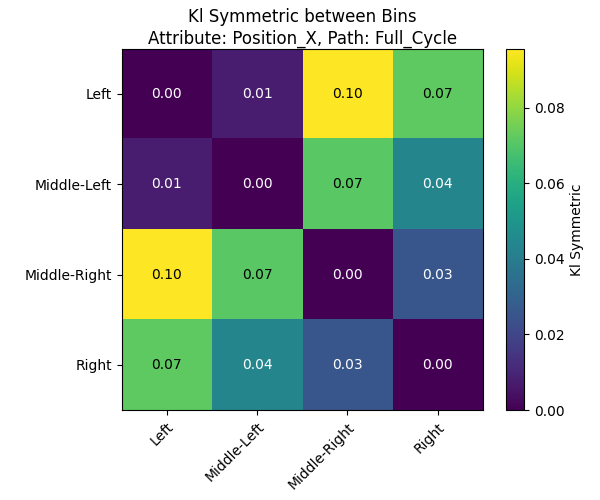 Kl Symmetric between Bins
Attribute: Position_X, Path: Full_Cycle
Left 0.00 0.01 0.10 0.07
Middle-Left 0.01 0.00 0.07 0.04
Middle-Right 0.10 0.07 0.00 0.03
Right 0.07 0.04 0.03 0.00
Left Middle-Left Middle-Right Right
0.08
0.06
0.04
0.02
0.00
Kl Symmetric